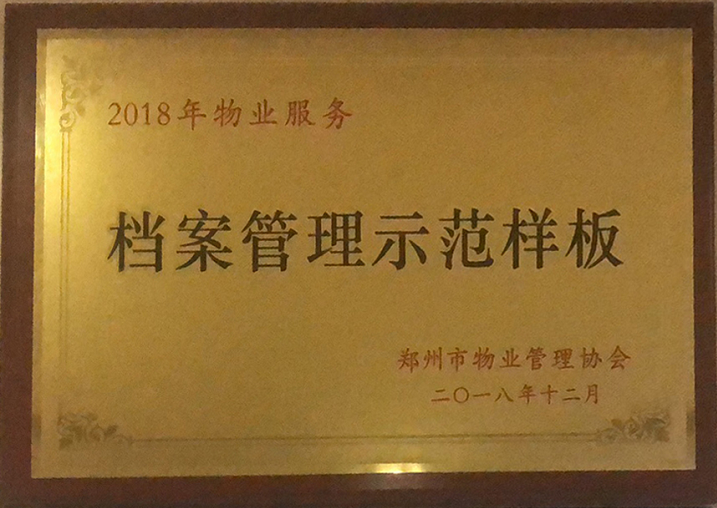 2018年物业服务
档案管理示范样板
郑州市物业管理协会
二〇一八年十二月